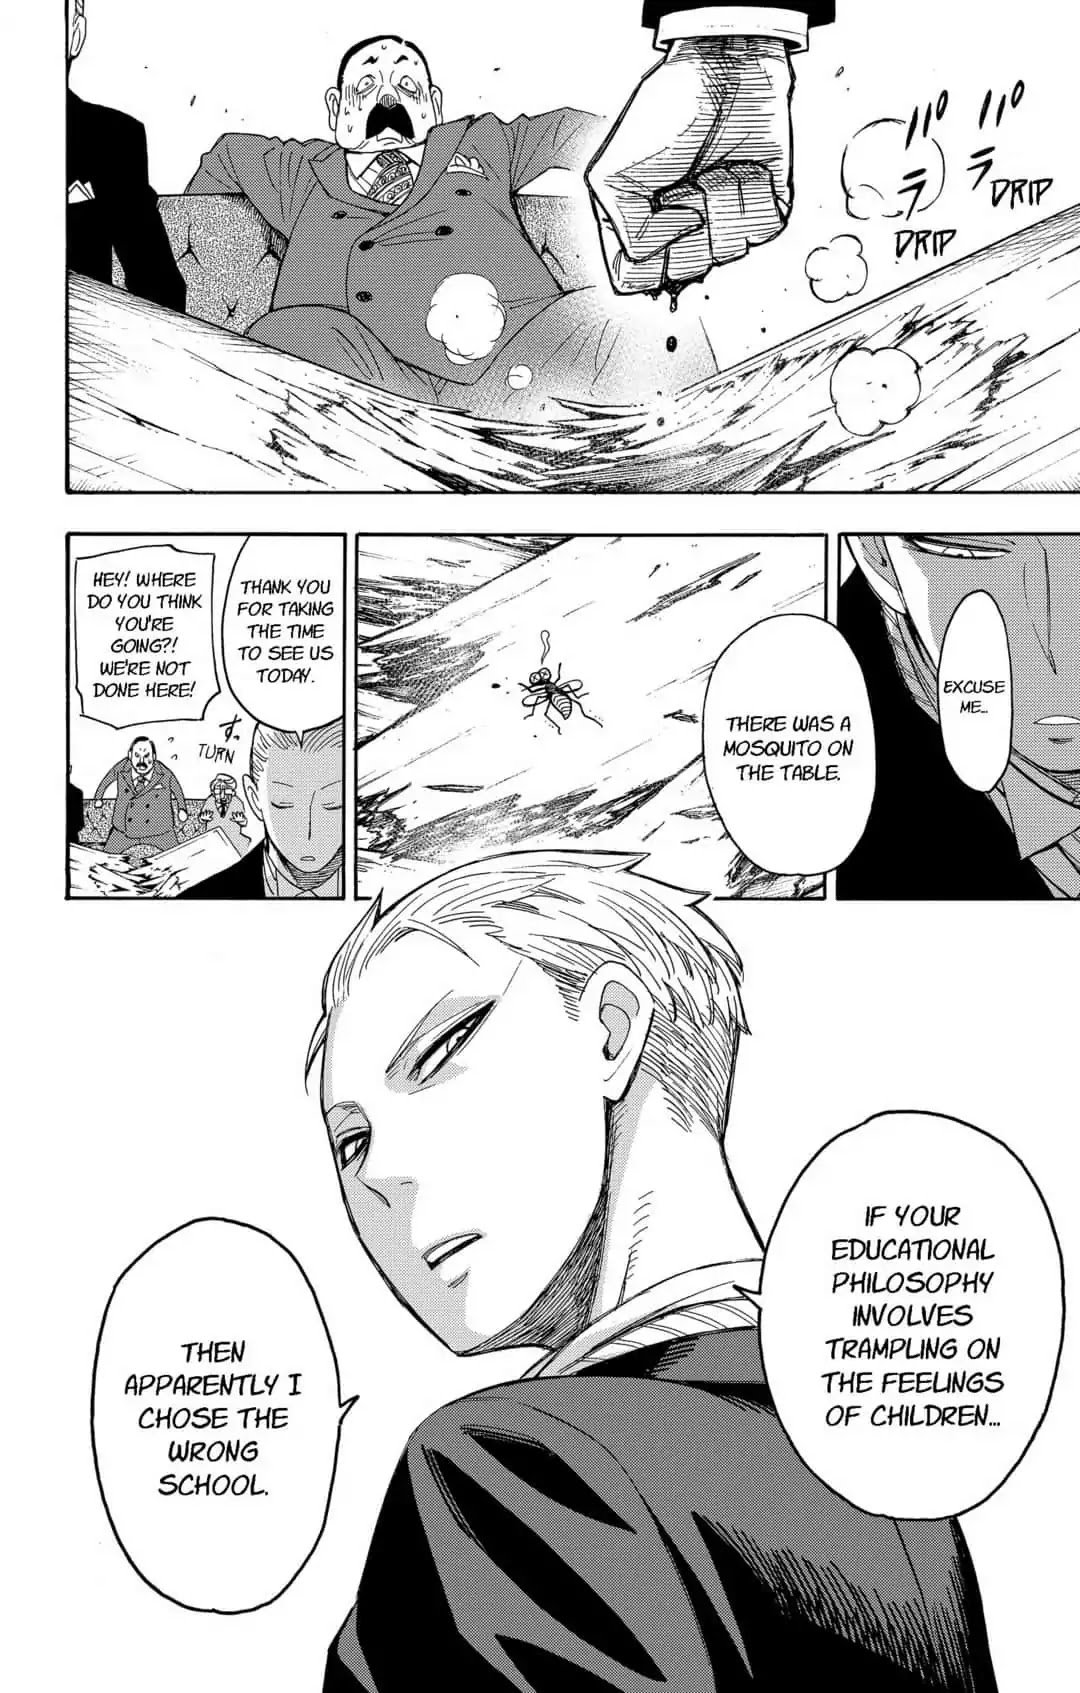 パラ
パラ
DRIP
DRIP
EXCUSE
ME...
THERE WAS A
MOSQUITO ON
THE TABLE.
THANK YOU
FOR TAKING
THE TIME
TO SEE US
TODAY.
す
TURN
HEY! WHERE
DO YOU THINK
YOU'RE
GOING?!
WE'RE NOT
DONE HERE!
IF YOUR
EDUCATIONAL
PHILOSOPHY
INVOLVES
TRAMPLING ON
THE FEELINGS
OF CHILDREN...
THEN
APPARENTLY I
CHOSE THE
WRONG
SCHOOL.